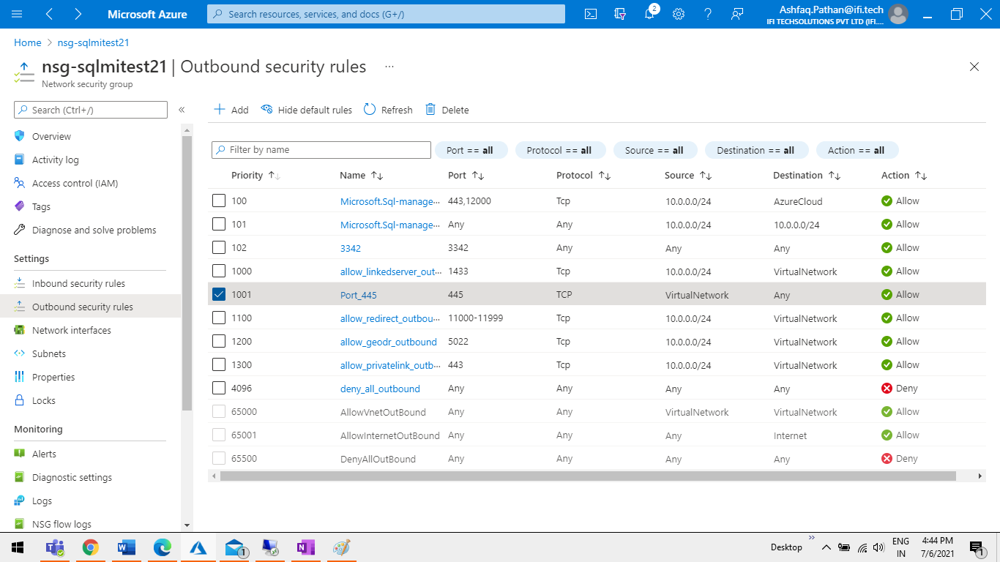 Microsoft Azure
Search resources, services, and docs (G+/)
2
Ashfaq.Pathan@ifi.tech
IFI TECHSOLUTIONS PVT LTD (IFI....
Home > nsg-sqlmitest21
nsg-sqlmitest21 | Outbound security rules ...
Network security group
Search (Ctrl+/)
«
Overview
Activity log
Access control (IAM)
Tags
Diagnose and solve problems
Settings
Inbound security rules
Outbound security rules
Network interfaces
Subnets
Properties
Locks
Monitoring
Alerts
Diagnostic settings
Logs
NSG flow logs
Add Hide default rules Refresh Delete
Filter by name Port == all Protocol == all Source == all Destination == all Action == all
Priority Name Port Protocol Source Destination Action
100 Microsoft.Sql-manage... 443,12000 Tcp 10.0.0.0/24 AzureCloud Allow
101 Microsoft.Sql-manage... Any Any 10.0.0.0/24 10.0.0.0/24 Allow
102 3342 3342 Any Any Any Allow
1000 allow_linkedserver_out... 1433 Tcp 10.0.0.0/24 VirtualNetwork Allow
1001 Port_445 445 TCP VirtualNetwork Any Allow
1100 allow_redirect_outbou... 11000-11999 Tcp 10.0.0.0/24 VirtualNetwork Allow
1200 allow_geodr_outbound 5022 Tcp 10.0.0.0/24 VirtualNetwork Allow
1300 allow_privatelink_outb... 443 Tcp 10.0.0.0/24 VirtualNetwork Allow
4096 deny_all_outbound Any Any Any Any Deny
65000 AllowVnetOutBound Any Any VirtualNetwork VirtualNetwork Allow
65001 AllowInternetOutBound Any Any Any Internet Allow
65500 DenyAllOutBound Any Any Any Any Deny
1
Desktop »
ENG
IN
4:44 PM
7/6/2021
1